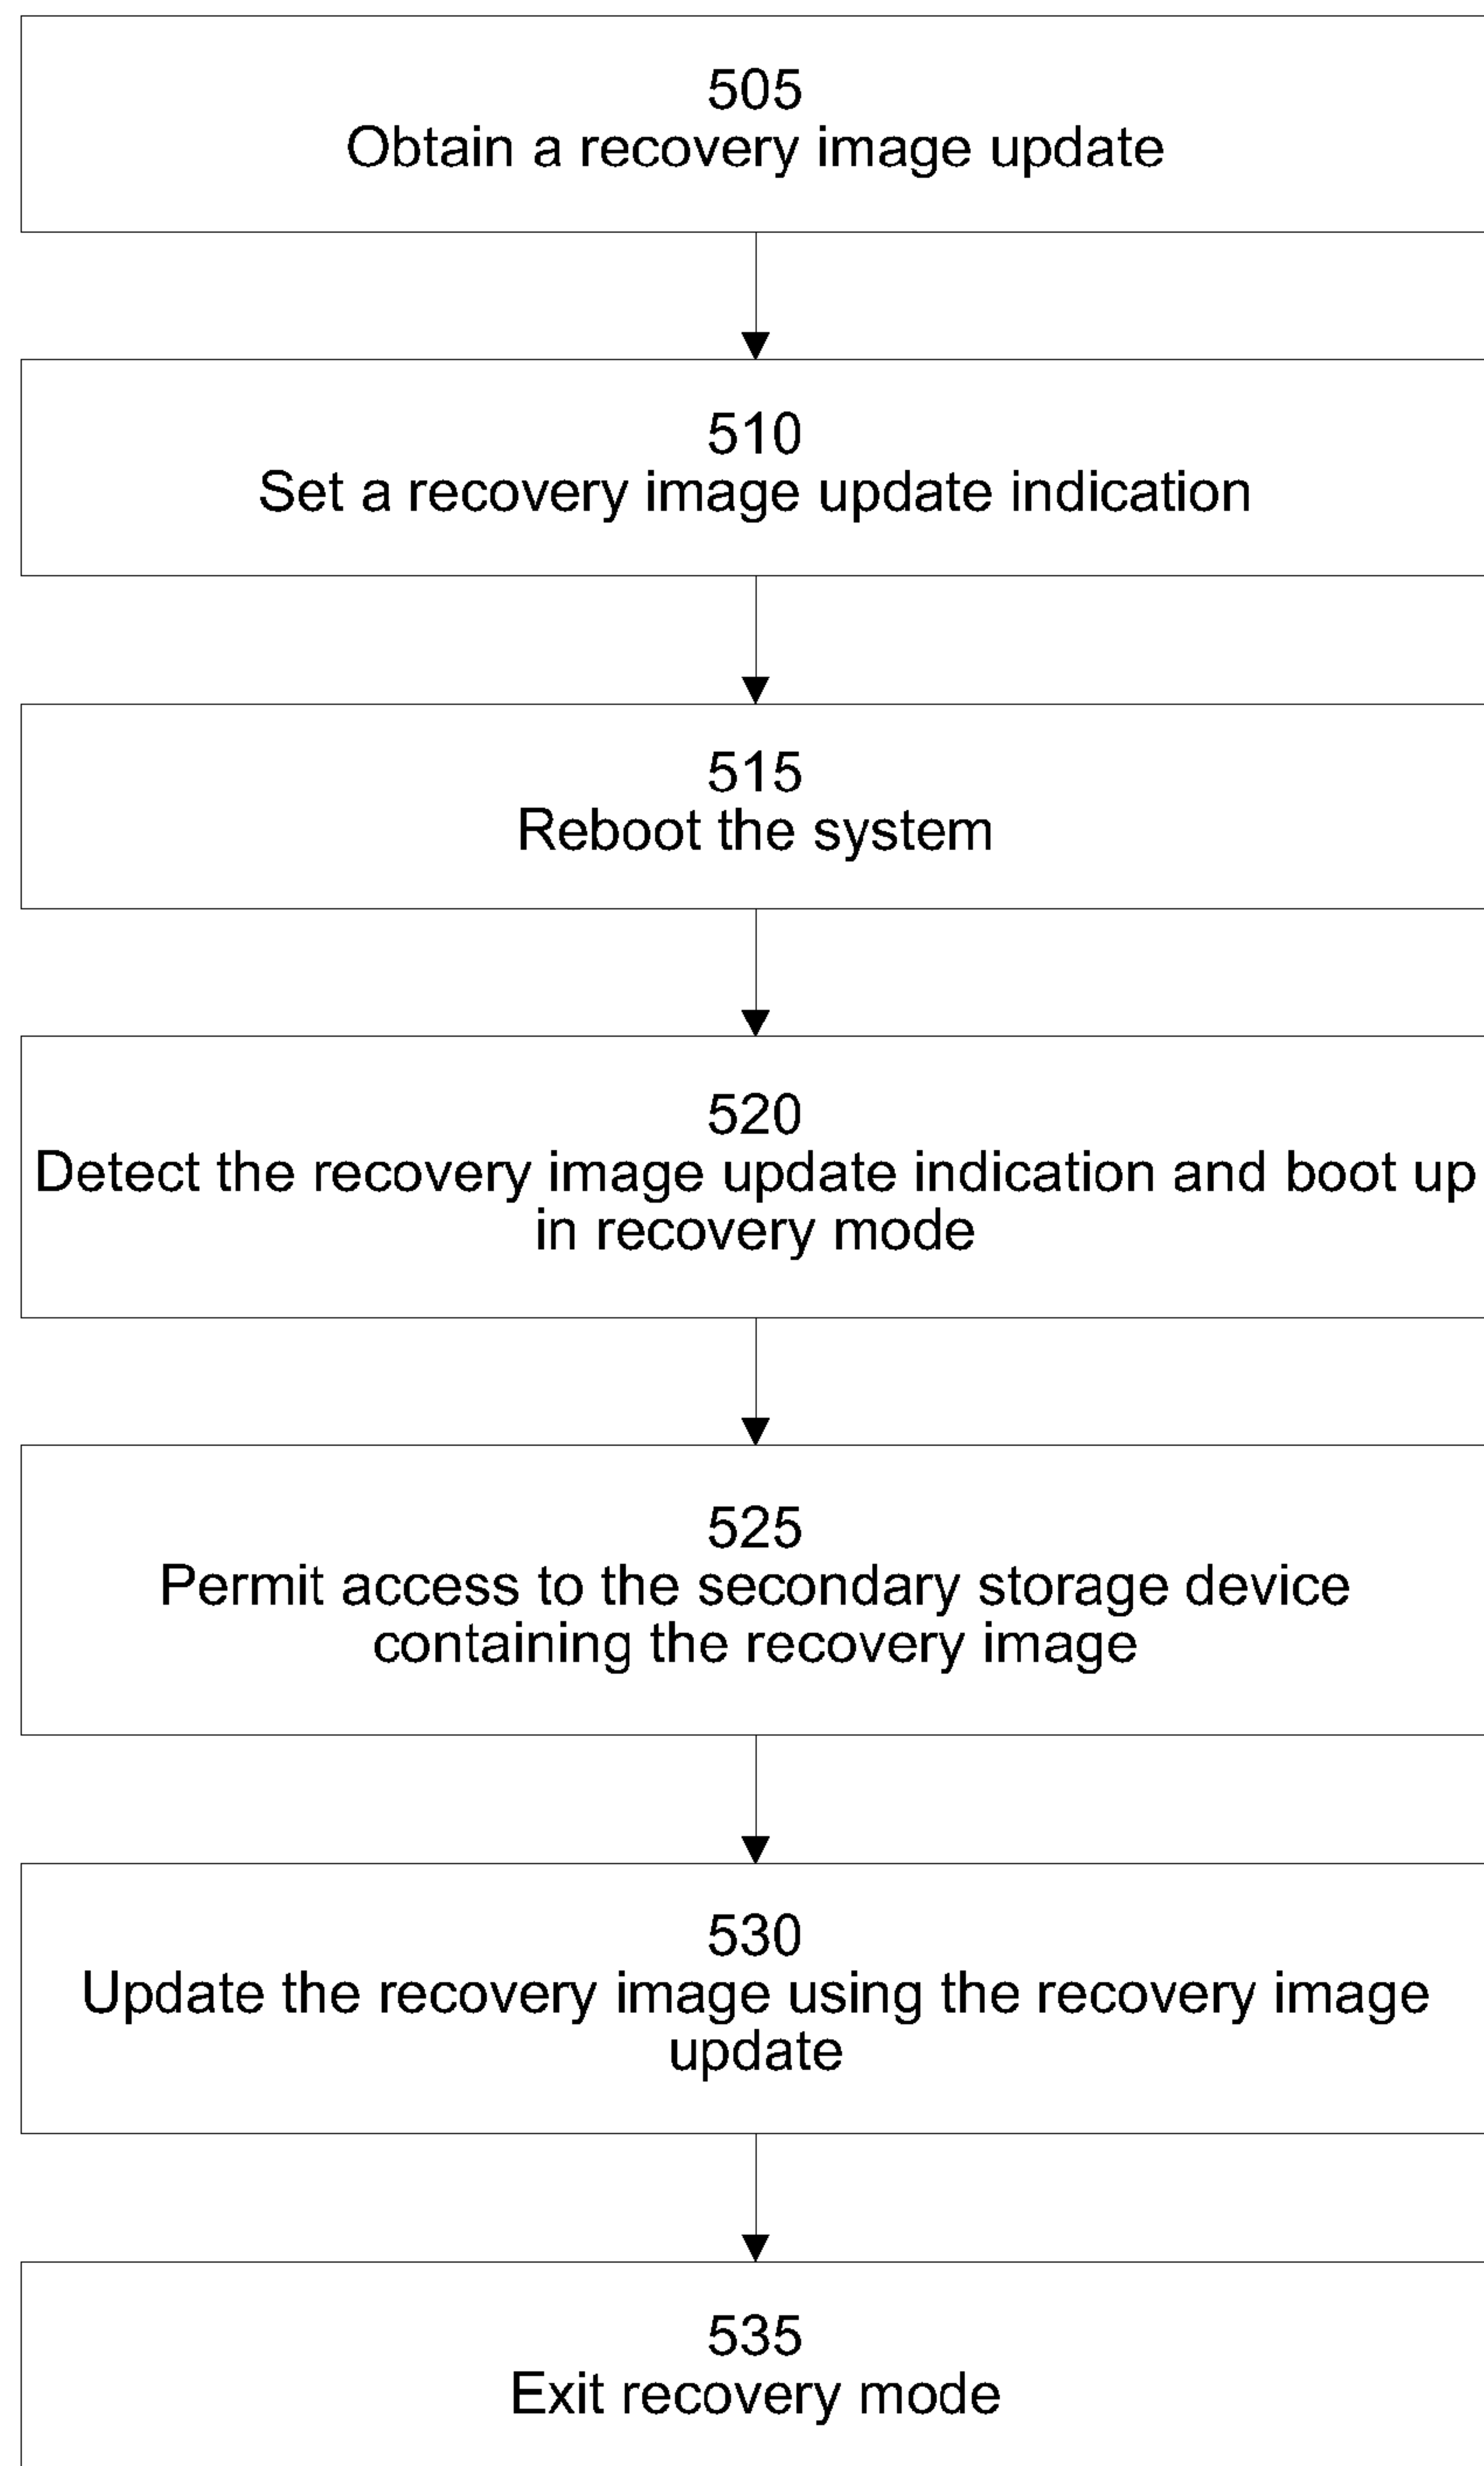 505
Obtain a recovery image update
510
Set a recovery image update indication
515
Reboot the system
520
Detect the recovery image update indication and boot up
in recovery mode
525
Permit access to the secondary storage device
containing the recovery image
530
Update the recovery image using the recovery image
update
535
Exit recovery mode